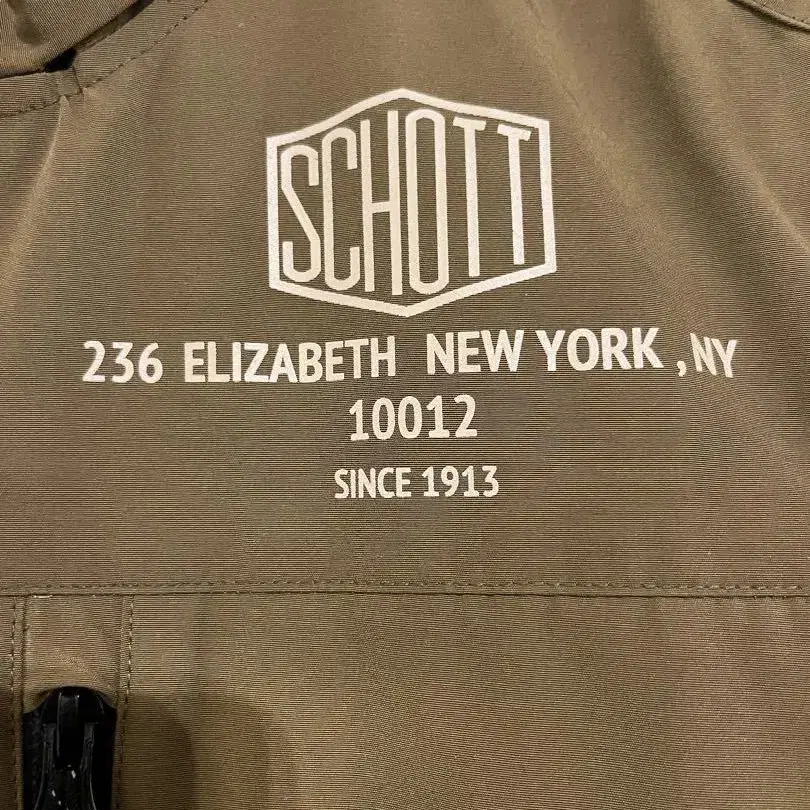 SCHOTT
236 ELIZABETH NEW YORK , NY
10012
SINCE 1913